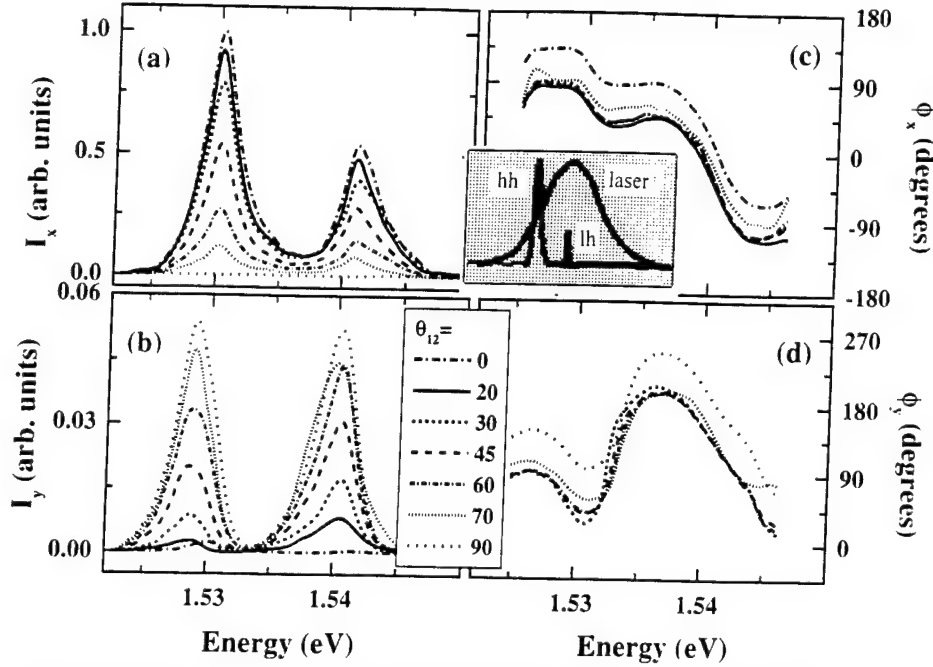 (a)
1.0
0.5
0.0
I_x (arb. units)
(c)
180
90
0
-90
-180
ϕ_x (degrees)
hh
laser
lh
(b)
0.06
0.03
0.00
I_y (arb. units)
θ_12=
0
20
30
45
60
70
90
(d)
270
180
90
0
ϕ_y (degrees)
1.53
1.54
Energy (eV)
1.53
1.54
Energy (eV)